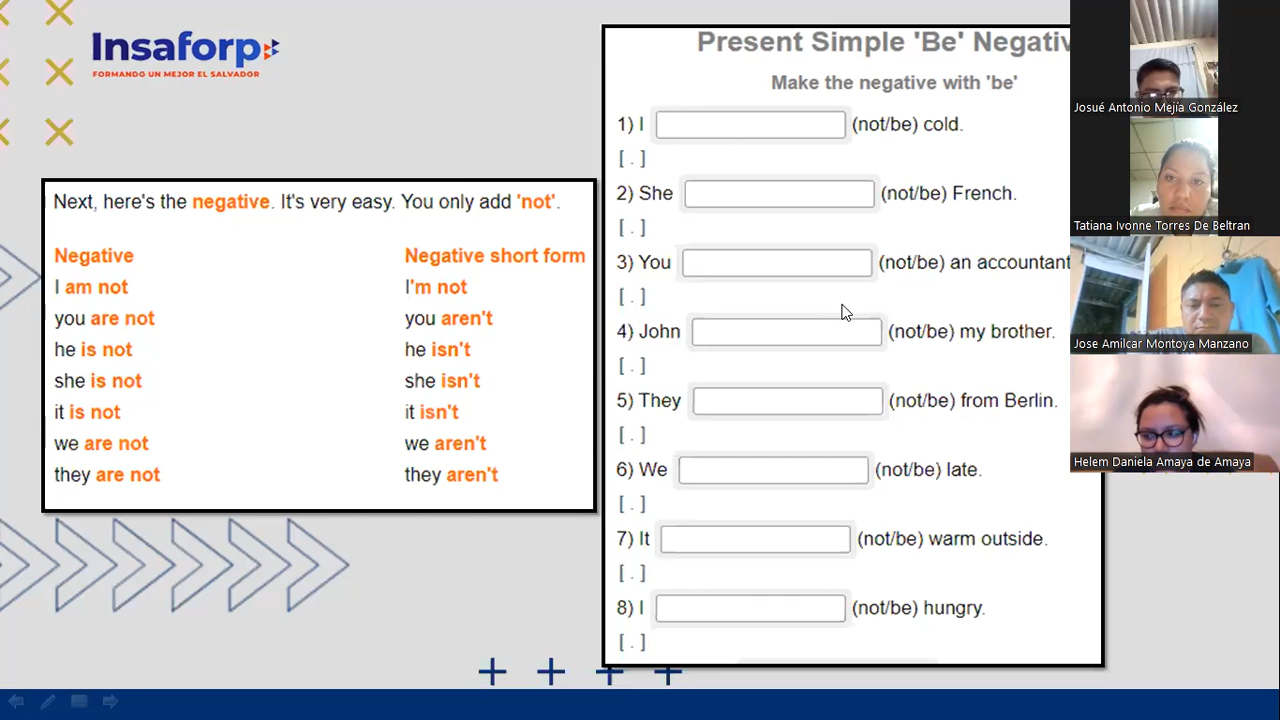 Insaforp
FORMANDO UN MEJOR EL SALVADOR
Next, here's the negative. It's very easy. You only add 'not'.
Negative Negative short form
I am not I'm not
you are not you aren't
he is not he isn't
she is not she isn't
it is not it isn't
we are not we aren't
they are not they aren't
Present Simple 'Be' Negativ
Make the negative with 'be'
1) I (not/be) cold.
[ . ]
2) She (not/be) French.
[ . ]
3) You (not/be) an accountant
[ . ]
4) John (not/be) my brother.
[ . ]
5) They (not/be) from Berlin.
[ . ]
6) We (not/be) late.
[ . ]
7) It (not/be) warm outside.
[ . ]
8) I (not/be) hungry.
[ . ]
Josué Antonio Mejía González
Tatiana Ivonne Torres De Beltran
Jose Amilcar Montoya Manzano
Helem Daniela Amaya de Amaya